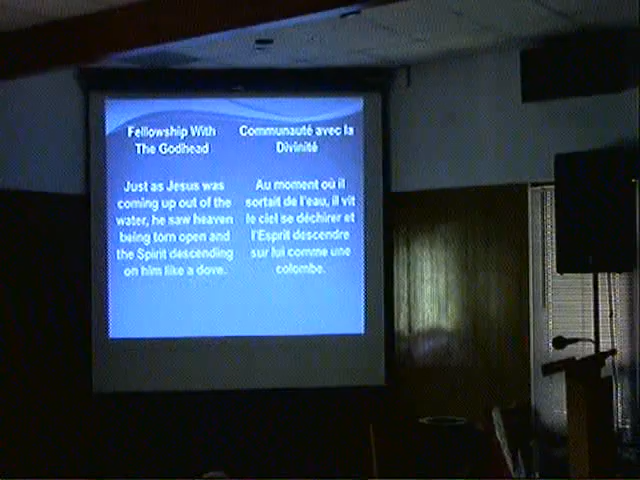 Fellowship With
The Godhead
Just as Jesus was
coming up out of the
water, he saw heaven
being torn open and
the Spirit descending
on him like a dove.
Communauté avec la
Divinité
Au moment où il
sortait de l'eau, il vit
le ciel se déchirer et
l'Esprit descendre
sur lui comme une
colombe.